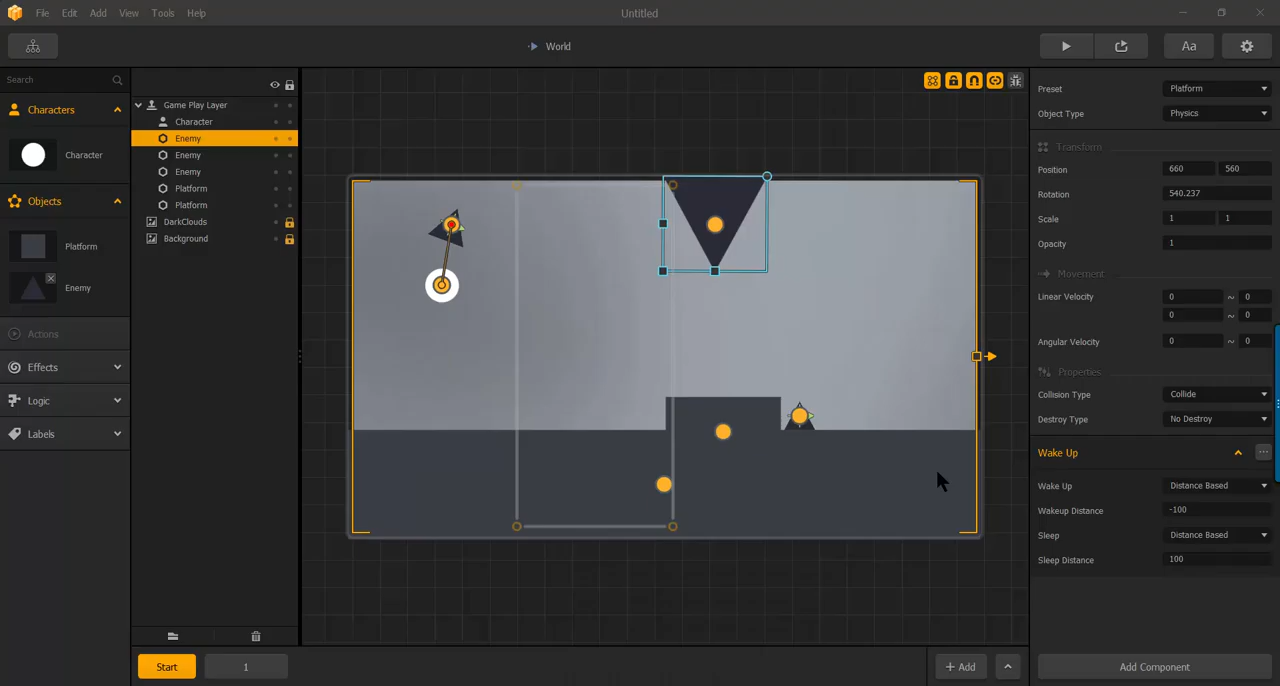 File Edit Add View Tools Help
Untitled
World
Aa
Search
Characters
Character
Objects
Platform
Enemy
Actions
Effects
Logic
Labels
Game Play Layer
Character
Enemy
Enemy
Enemy
Platform
Platform
DarkClouds
Background
Start
1
+ Add
Preset Platform
Object Type Physics
Transform
Position 660 560
Rotation 540.237
Scale 1 1
Opacity 1
Movement
Linear Velocity 0 ~ 0
0 ~ 0
Angular Velocity 0 ~ 0
Properties
Collision Type Collide
Destroy Type No Destroy
Wake Up
Wake Up Distance Based
Wakeup Distance -100
Sleep Distance Based
Sleep Distance 100
Add Component